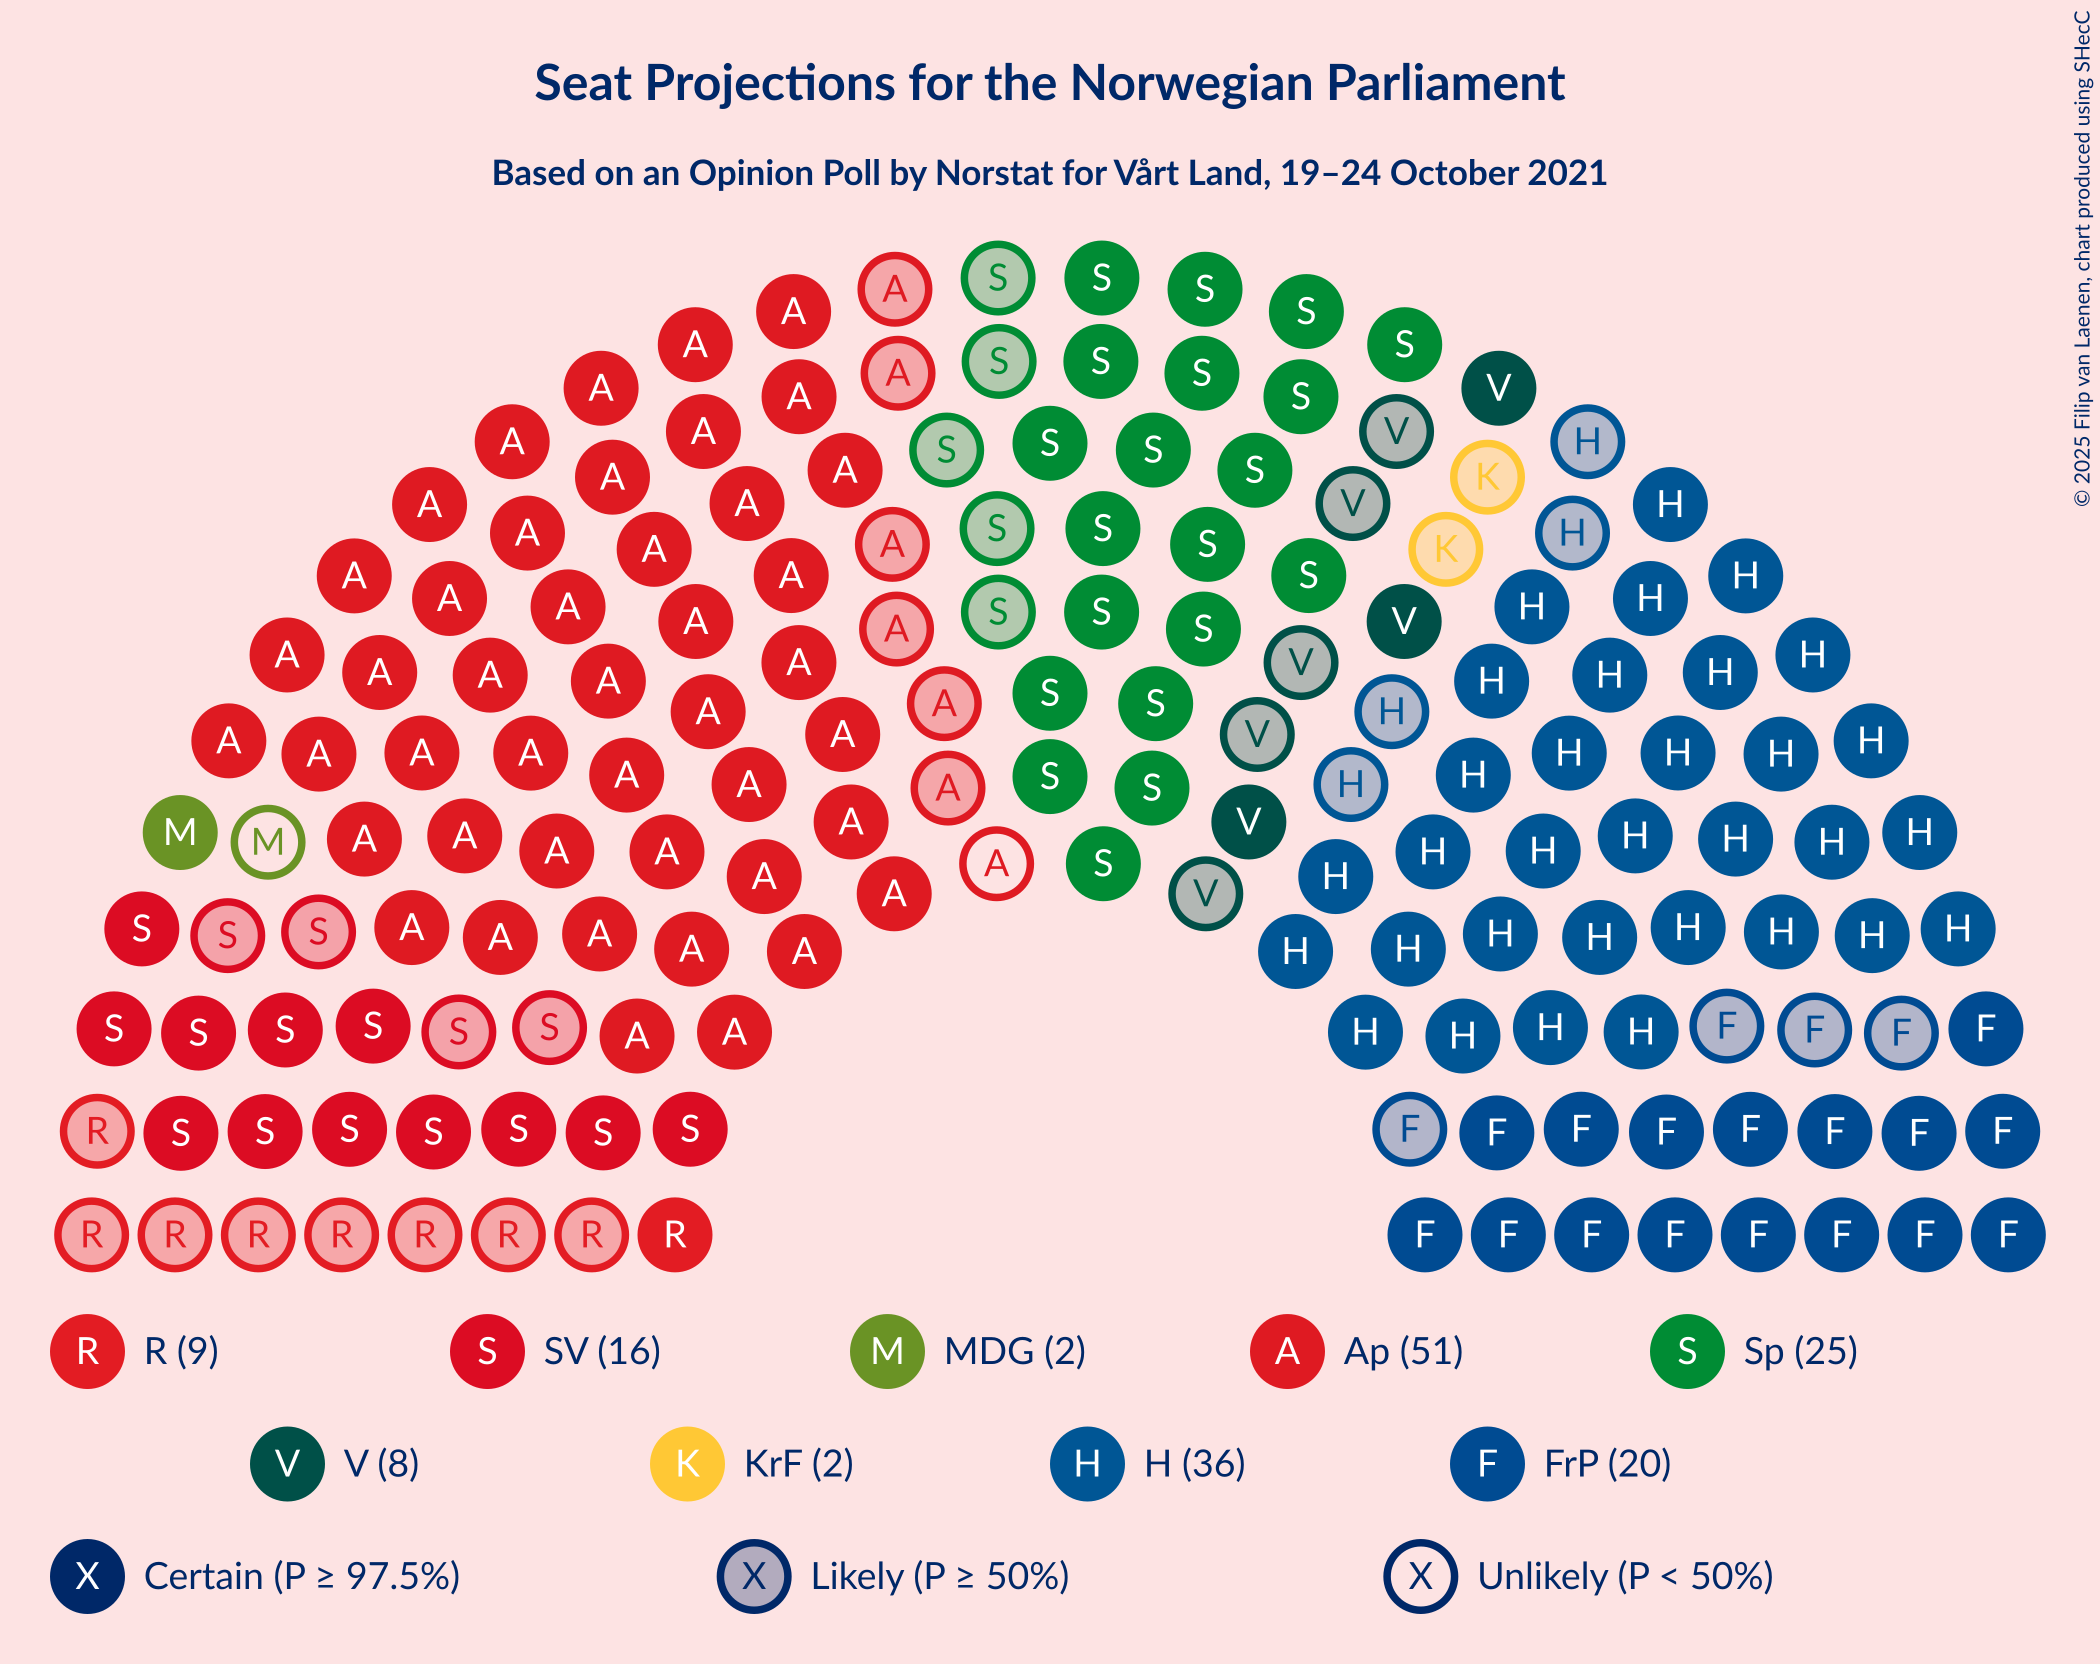 Seat Projections for the Norwegian Parliament
Based on an Opinion Poll by Norstat for Vårt Land, 19–24 October 2021
© 2025 Filip van Laenen, chart produced using SHecC
A S S S S
A A S S S S V
A A A S S S S V K H
A A A A S S S V K H H
A A A A A S S S V H H H
A A A A A A S S V H H H H
A A A A A A S S V H H H H H
M M A A A A A A A S V H H H H H H
S S S A A A A A A V H H H H H H H H
S S S S S S A A H H H H F F F F
R S S S S S S S F F F F F F F F
R R R R R R R R F F F F F F F F
R R (9) S SV (16) M MDG (2) A Ap (51) S Sp (25)
V V (8) K KrF (2) H H (36) F FrP (20)
X Certain (P ≥ 97.5%) X Likely (P ≥ 50%) X Unlikely (P < 50%)